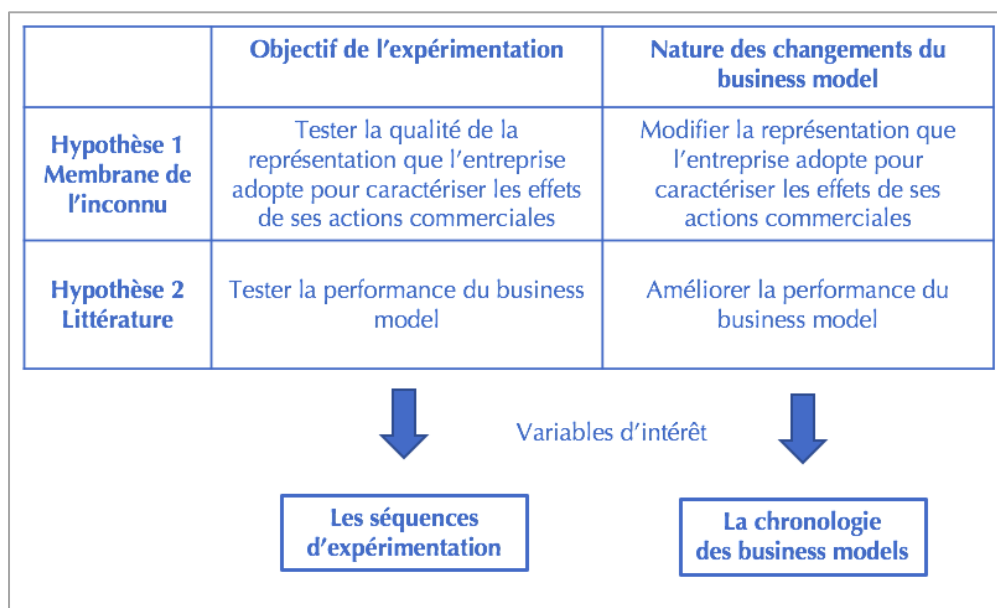 Objectif de l'expérimentation
Nature des changements du
business model
Hypothèse 1
Membrane de
l'inconnu
Tester la qualité de la
représentation que l'entreprise
adopte pour caractériser les effets
de ses actions commerciales
Modifier la représentation que
l'entreprise adopte pour
caractériser les effets de ses
actions commerciales
Hypothèse 2
Littérature
Tester la performance du business
model
Améliorer la performance du
business model
Variables d'intérêt
Les séquences
d'expérimentation
La chronologie
des business models